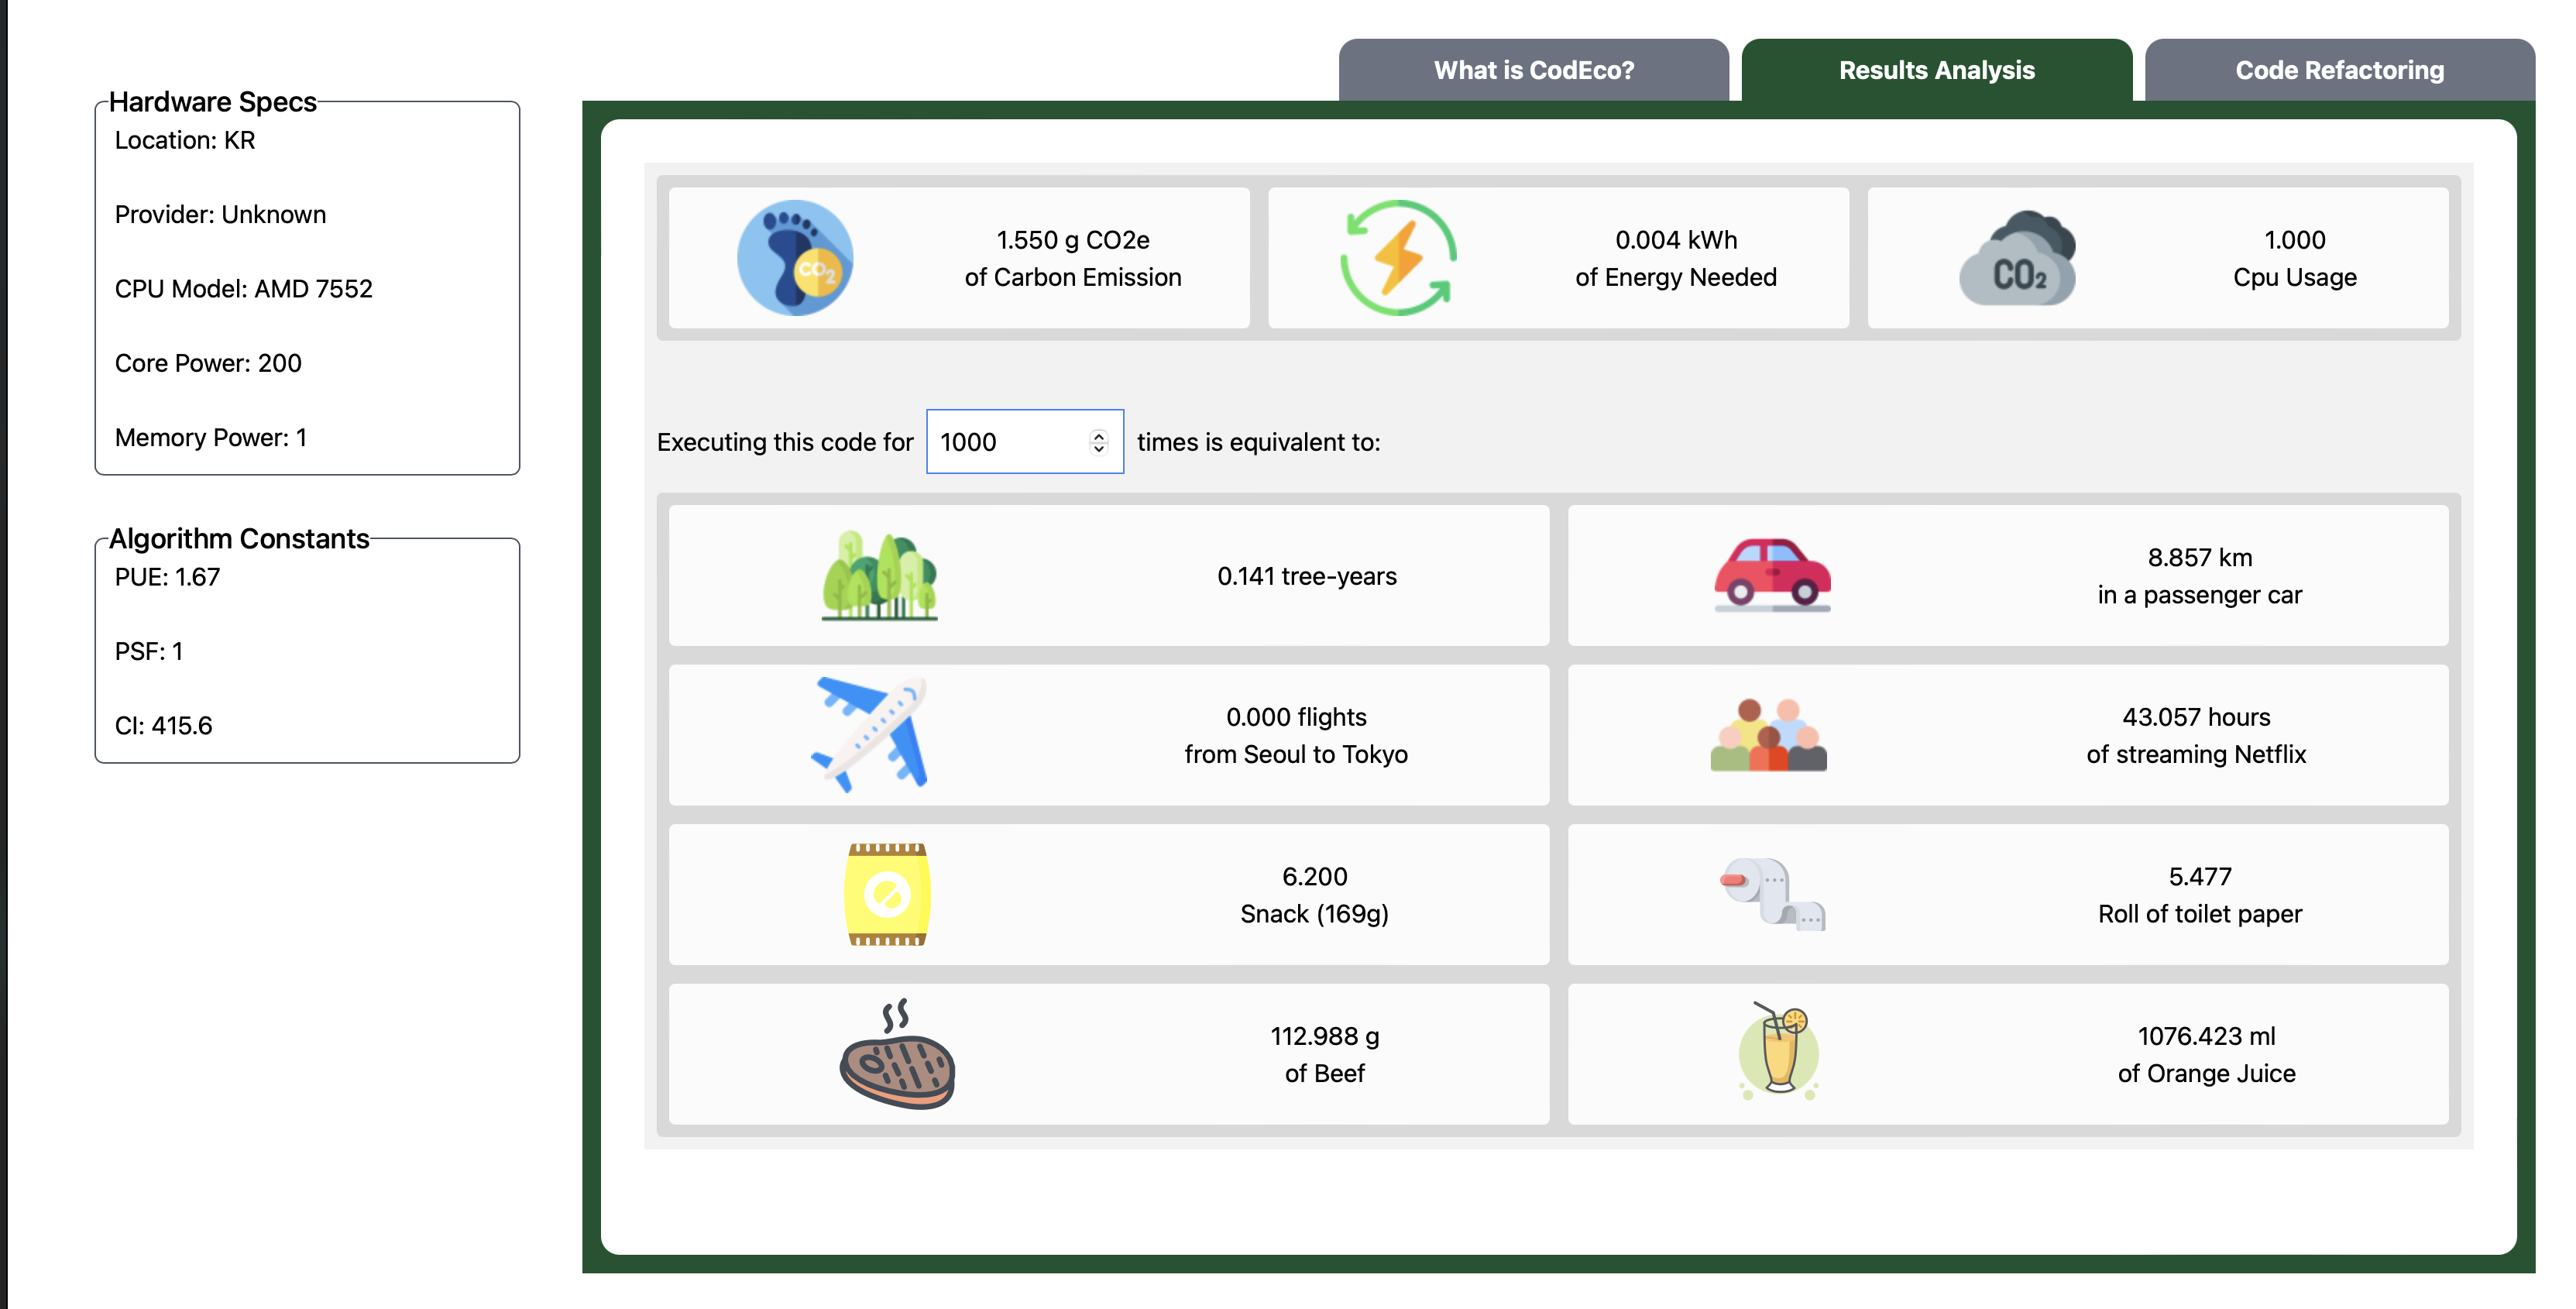 What is CodEco?
Results Analysis
Code Refactoring
Hardware Specs
Location: KR
Provider: Unknown
CPU Model: AMD 7552
Core Power: 200
Memory Power: 1
Algorithm Constants
PUE: 1.67
PSF: 1
CI: 415.6
CO2
1.550 g CO2e
of Carbon Emission
0.004 kWh
of Energy Needed
CO2
1.000
Cpu Usage
Executing this code for 1000 times is equivalent to:
0.141 tree-years
8.857 km
in a passenger car
0.000 flights
from Seoul to Tokyo
43.057 hours
of streaming Netflix
6.200
Snack (169g)
5.477
Roll of toilet paper
112.988 g
of Beef
1076.423 ml
of Orange Juice